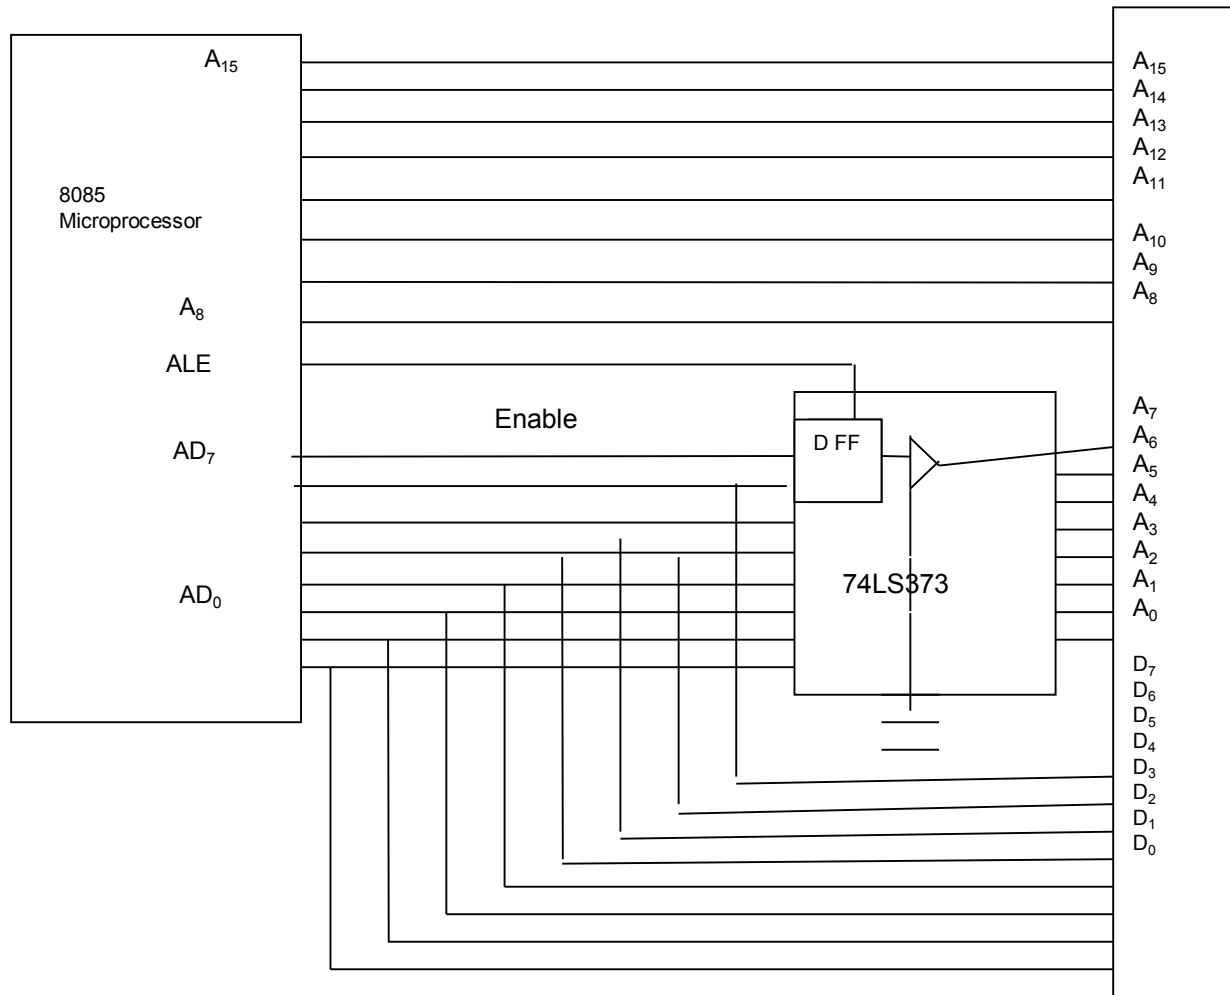 A15
8085
Microprocessor
A8
ALE
Enable
AD7
D FF
AD0
74LS373
A15
A14
A13
A12
A11
A10
A9
A8
A7
A6
A5
A4
A3
A2
A1
A0
D7
D6
D5
D4
D3
D2
D1
D0